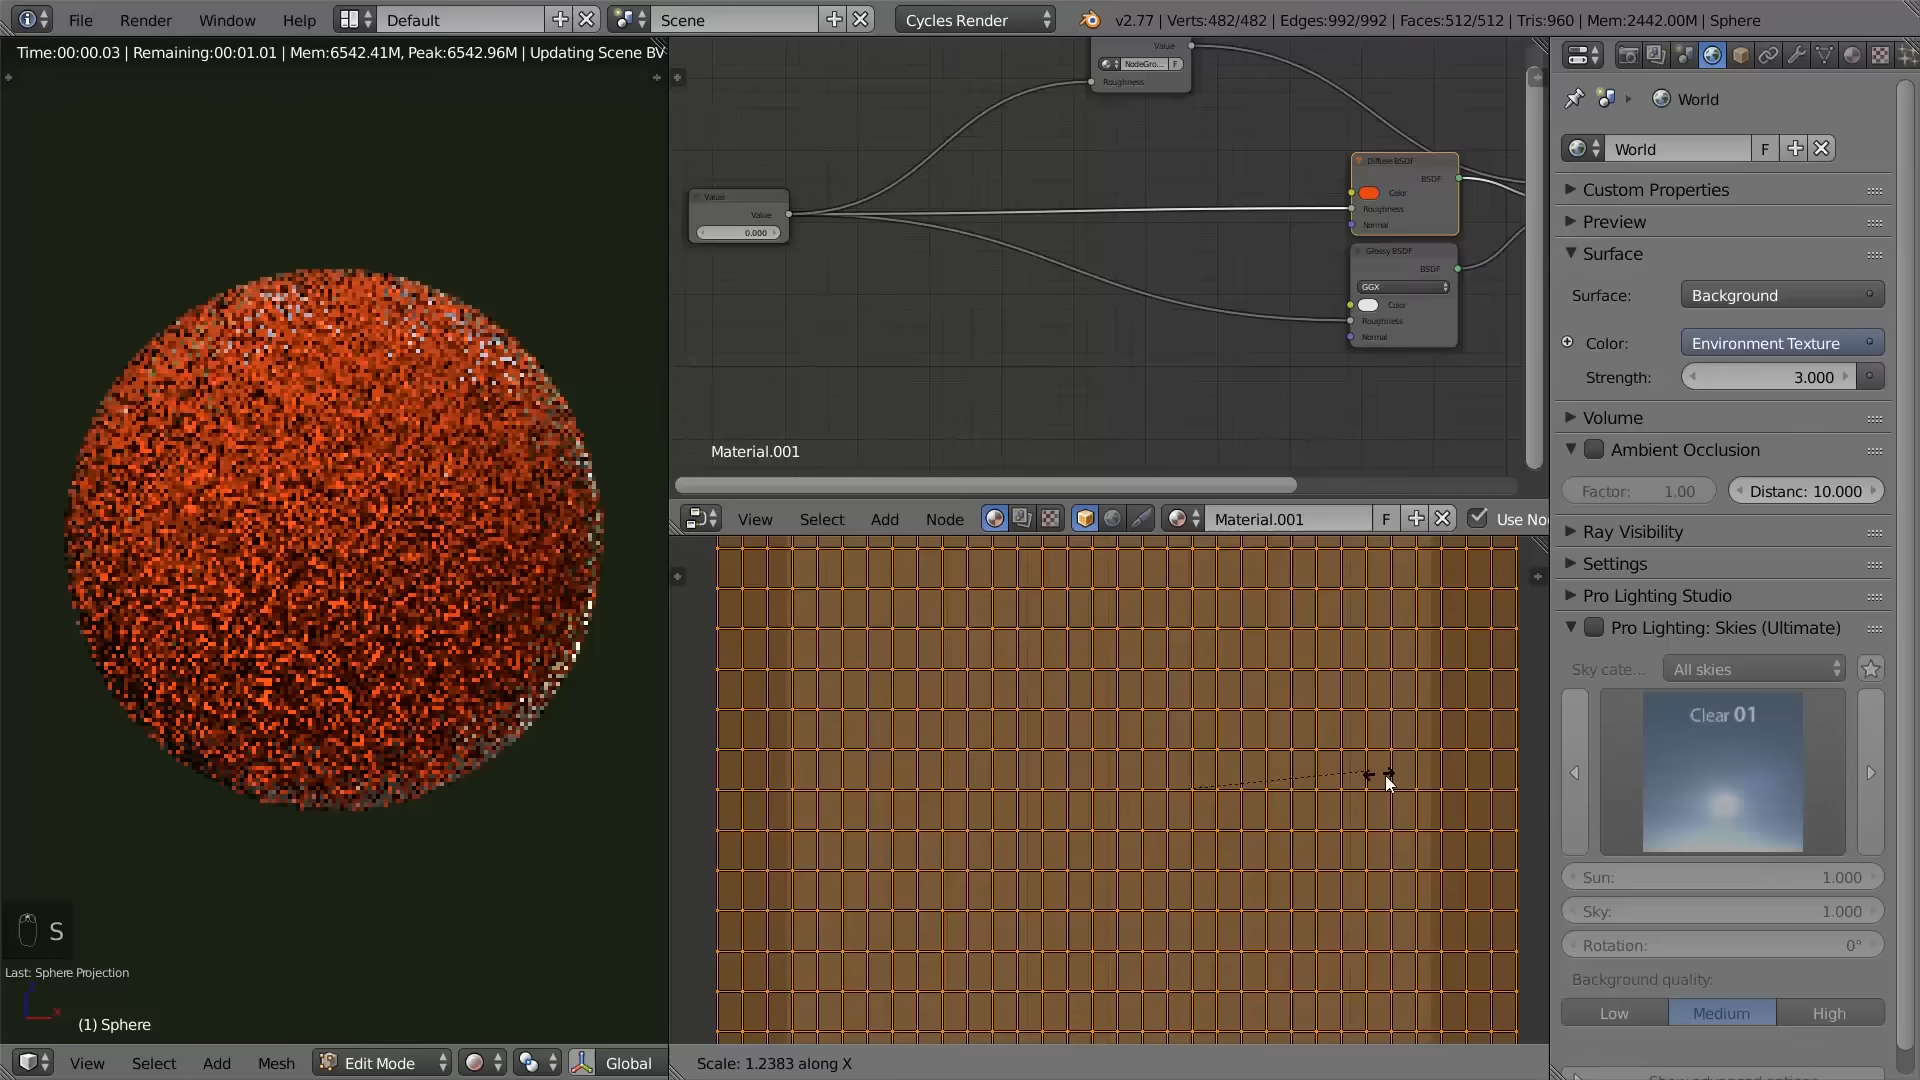 File Render Window Help Default Scene Cycles Render v2.77 | Verts:482/482 | Edges:992/992 | Faces:512/512 | Tris:960 | Mem:2442.00M | Sphere
Time:00:00.03 | Remaining:00:01.01 | Mem:6542.41M, Peak:6542.96M | Updating Scene BV
Value
NodeGro... F
Roughness
Value
Value
0.000
Diffuse BSDF
BSDF
Color
Roughness
Normal
Glossy BSDF
BSDF
GGX
Color
Roughness
Normal
Material.001
View Select Add Node Material.001 F Use No
World
World F
Custom Properties
Preview
Surface
Surface: Background
Color: Environment Texture
Strength: 3.000
Volume
Ambient Occlusion
Factor: 1.00 Distanc: 10.000
Ray Visibility
Settings
Pro Lighting Studio
Pro Lighting: Skies (Ultimate)
Sky cate... All skies
Clear 01
Sun: 1.000
Sky: 1.000
Rotation: 0°
Background quality:
Low Medium High
S
Last: Sphere Projection
z
x
(1) Sphere
View Select Add Mesh Edit Mode Global
Scale: 1.2383 along X